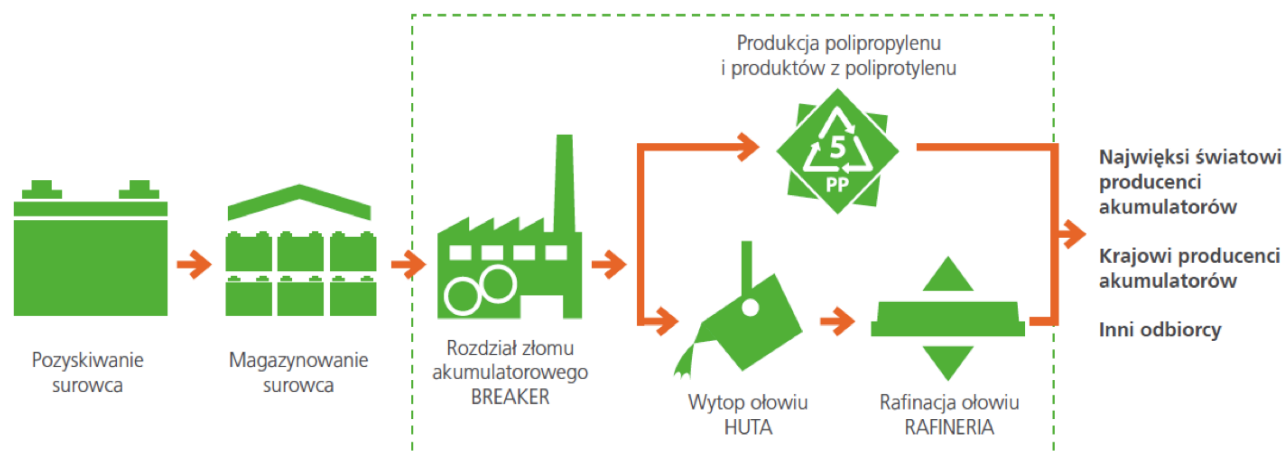 Produkcja polipropylenu
i produktów z poliprotylenu
5
PP
Pozyskiwanie
surowca
Magazynowanie
surowca
Rozdział złomu
akumulatorowego
BREAKER
Wytop ołowiu
HUTA
Rafinacja ołowiu
RAFINERIA
Najwięksi światowi
producenci
akumulatorów
Krajowi producenci
akumulatorów
Inni odbiorcy